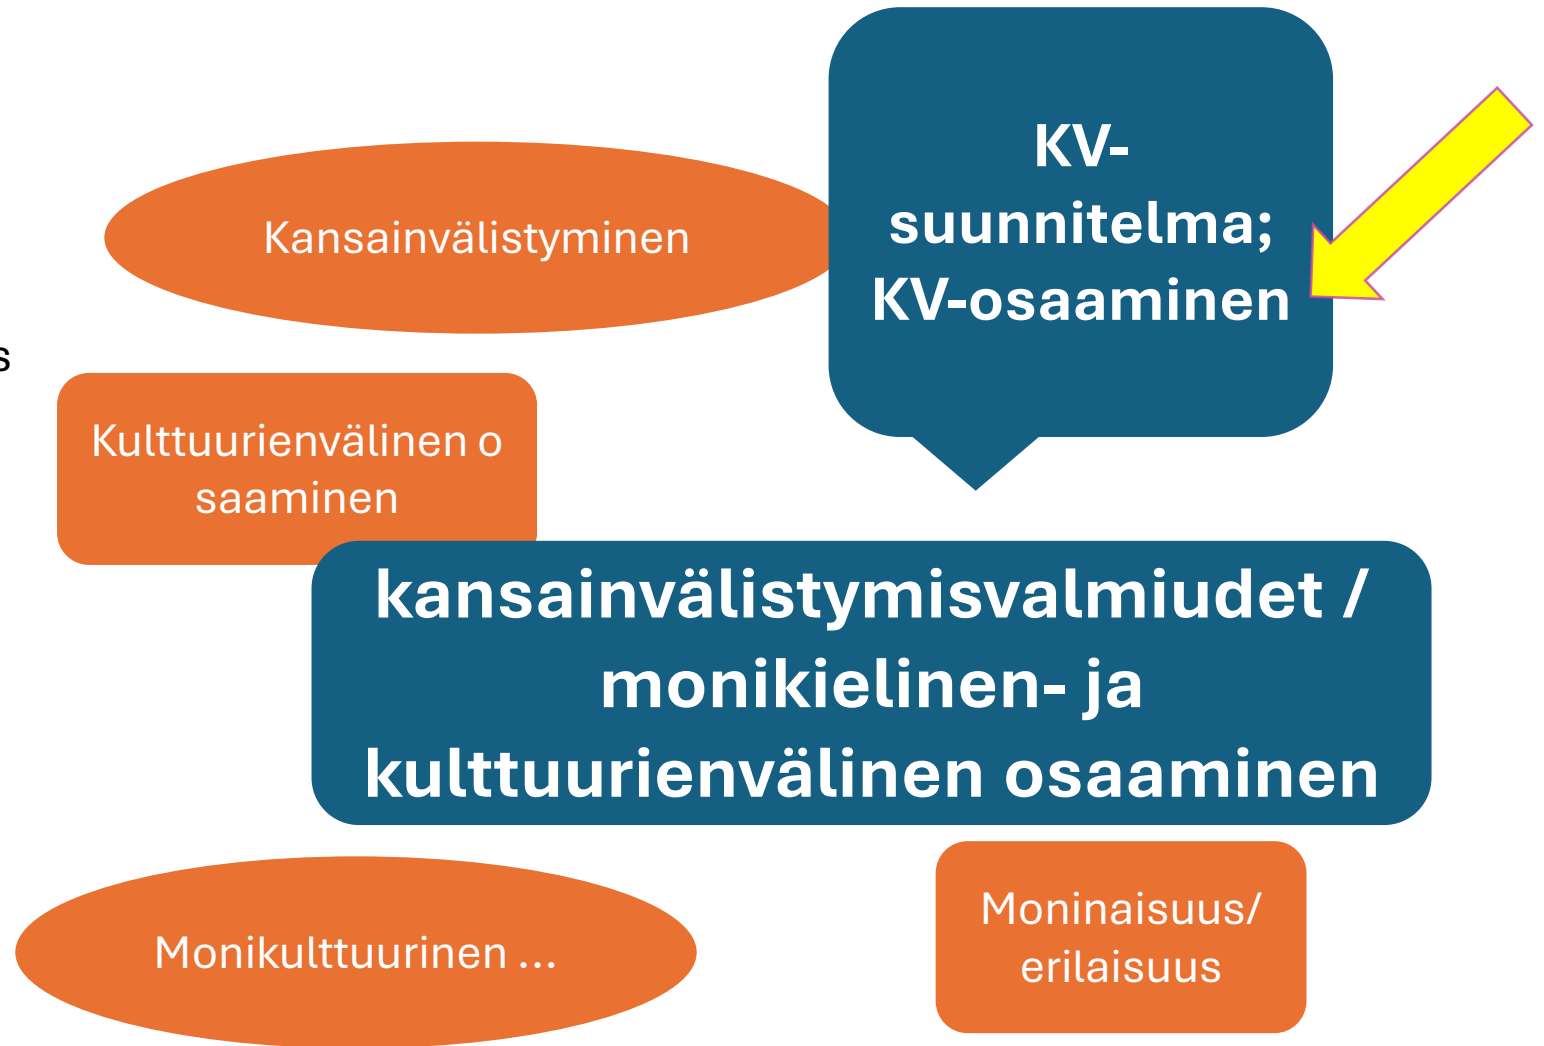 KV-
suunnitelma;
KV-osaaminen
Kansainvälistyminen
s
Kulttuurienvälinen o
saaminen
kansainvälistymisvalmiudet /
monikielinen- ja
kulttuurienvälinen osaaminen
Moninaisuus/
erilaisuus
Monikulttuurinen ...